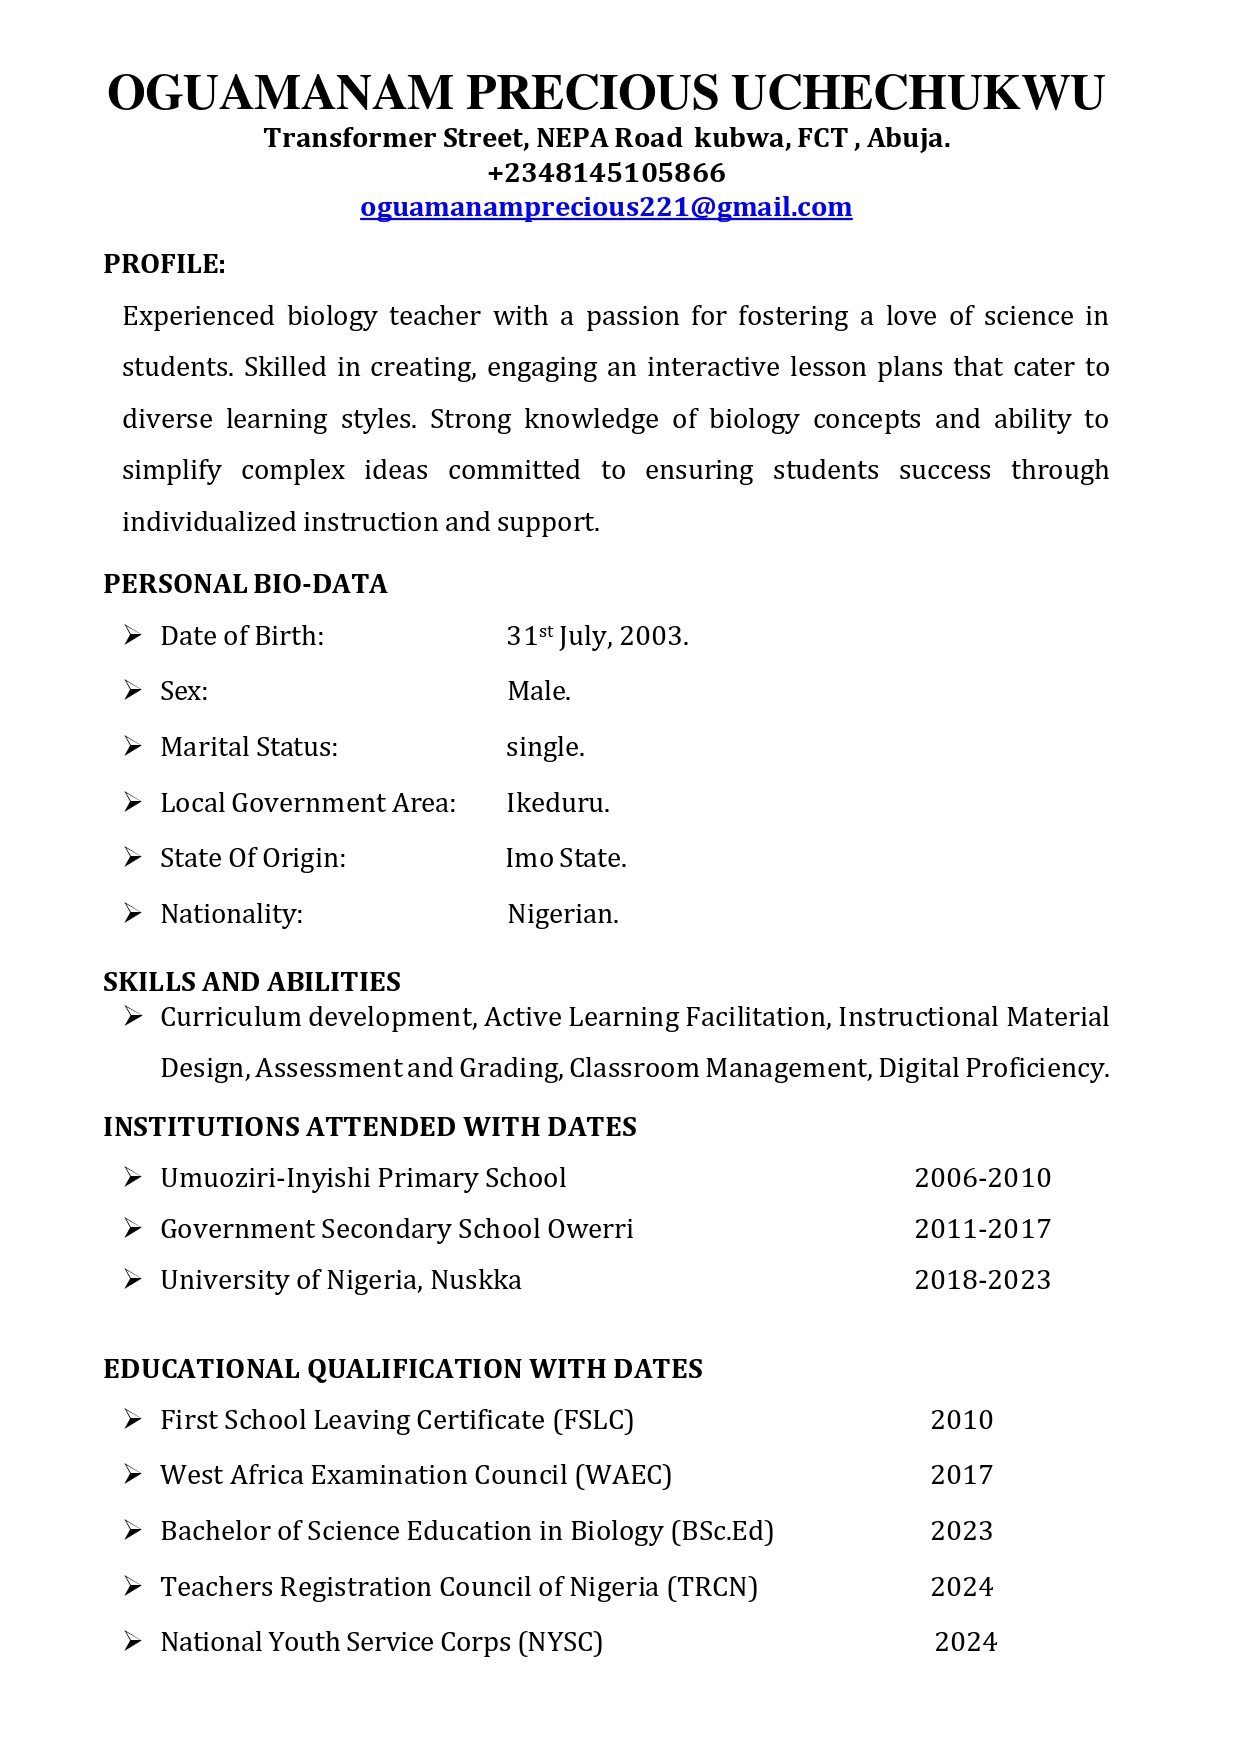 OGUAMANAM PRECIOUS UCHECHUKWU
Transformer Street, NEPA Road kubwa, FCT , Abuja.
+2348145105866
oguamanamprecious221@gmail.com
PROFILE:
Experienced biology teacher with a passion for fostering a love of science in
students. Skilled in creating, engaging an interactive lesson plans that cater to
diverse learning styles. Strong knowledge of biology concepts and ability to
simplify complex ideas committed to ensuring students success through
individualized instruction and support.
PERSONAL BIO-DATA
➢ Date of Birth: 31st July, 2003.
➢ Sex: Male.
➢ Marital Status: single.
➢ Local Government Area: Ikeduru.
➢ State Of Origin: Imo State.
➢ Nationality: Nigerian.
SKILLS AND ABILITIES
➢ Curriculum development, Active Learning Facilitation, Instructional Material
Design, Assessment and Grading, Classroom Management, Digital Proficiency.
INSTITUTIONS ATTENDED WITH DATES
➢ Umuoziri-Inyishi Primary School 2006-2010
➢ Government Secondary School Owerri 2011-2017
➢ University of Nigeria, Nuskka 2018-2023
EDUCATIONAL QUALIFICATION WITH DATES
➢ First School Leaving Certificate (FSLC) 2010
➢ West Africa Examination Council (WAEC) 2017
➢ Bachelor of Science Education in Biology (BSc.Ed) 2023
➢ Teachers Registration Council of Nigeria (TRCN) 2024
➢ National Youth Service Corps (NYSC) 2024